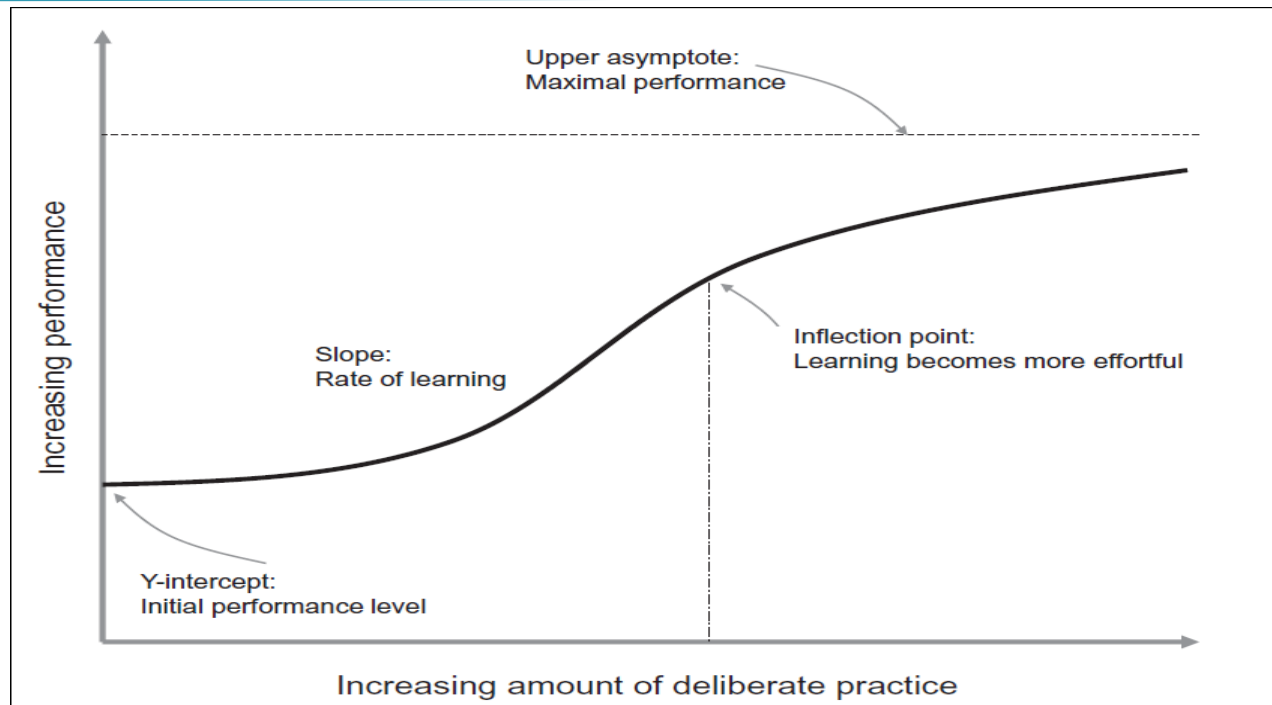 Upper asymptote:
Maximal performance
Increasing performance
Slope:
Rate of learning
Inflection point:
Learning becomes more effortful
Y-intercept:
Initial performance level
Increasing amount of deliberate practice